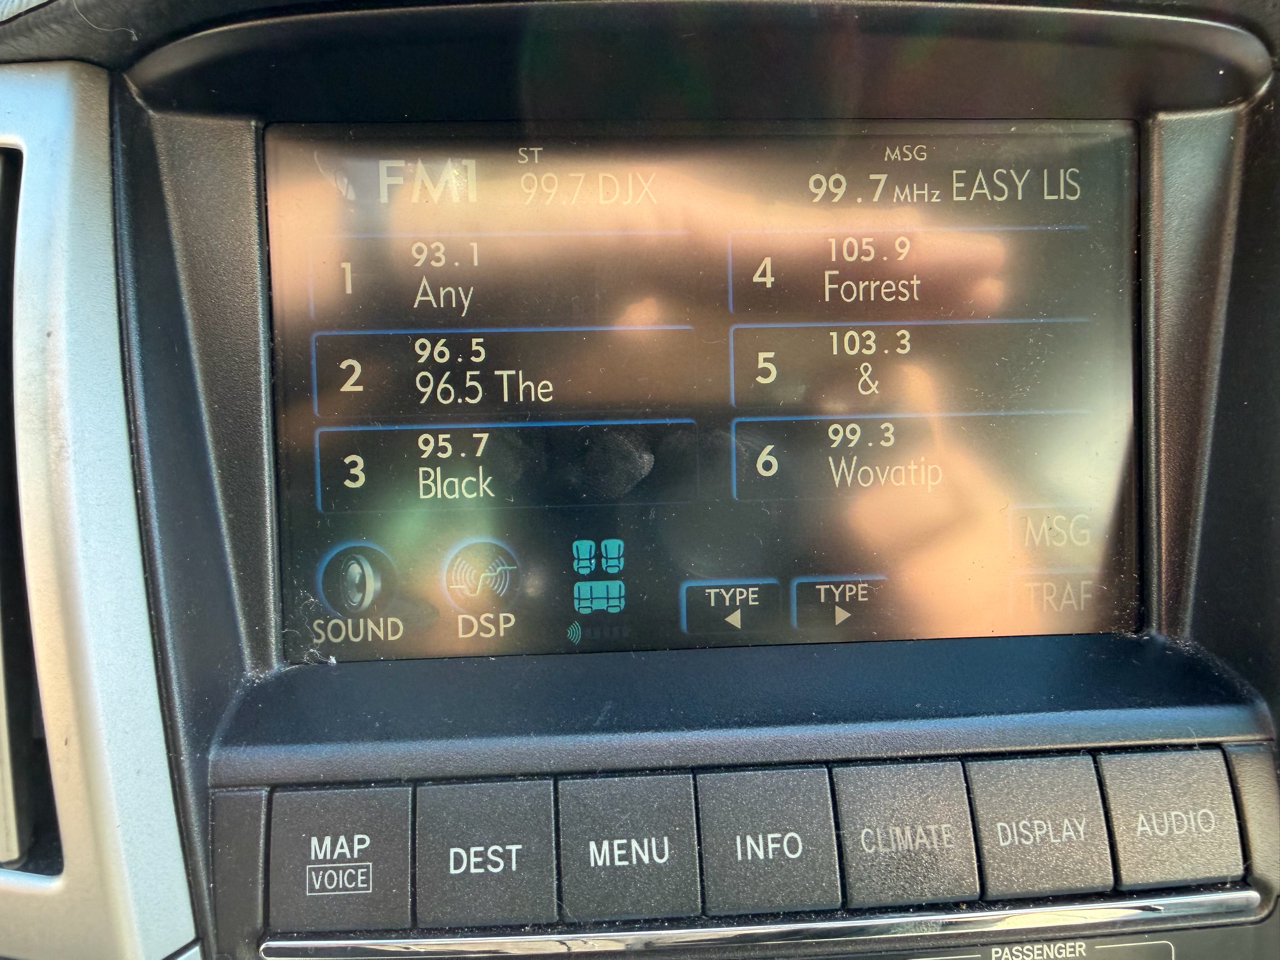 FM1 ST 99.7 DJX
MSG
99.7 MHz EASY LIS
1 93.1
Any
2 96.5
96.5 The
3 95.7
Black
4 105.9
Forrest
5 103.3
&
6 99.3
Wovatip
MSG
TRAF
SOUND
DSP
TYPE ◀
TYPE ▶
MAP
VOICE
DEST
MENU
INFO
CLIMATE
DISPLAY
AUDIO
PASSENGER